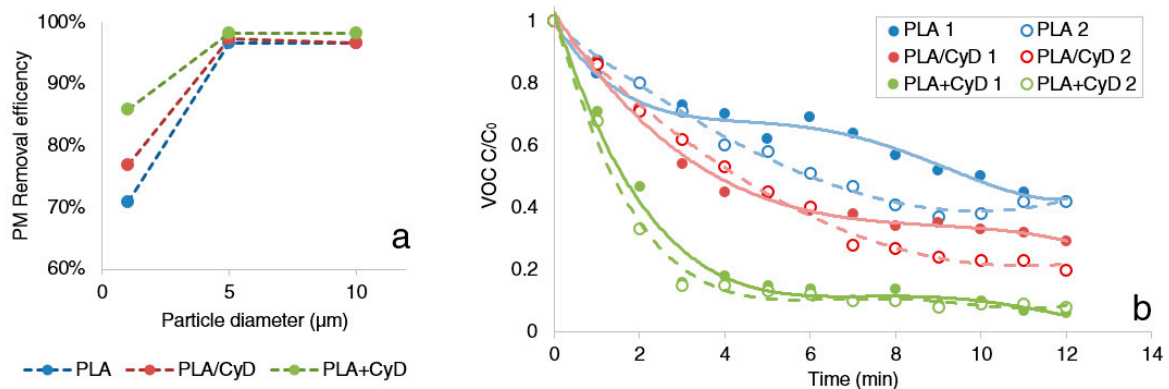 100%
90%
80%
70%
60%
PM Removal efficency
0
5
10
Particle diameter (µm)
a
PLA
PLA/CyD
PLA+CyD
1
0.8
0.6
0.4
0.2
0
VOC C/C₀
0
2
4
6
8
10
12
14
Time (min)
PLA 1
PLA 2
PLA/CyD 1
PLA/CyD 2
PLA+CyD 1
PLA+CyD 2
b